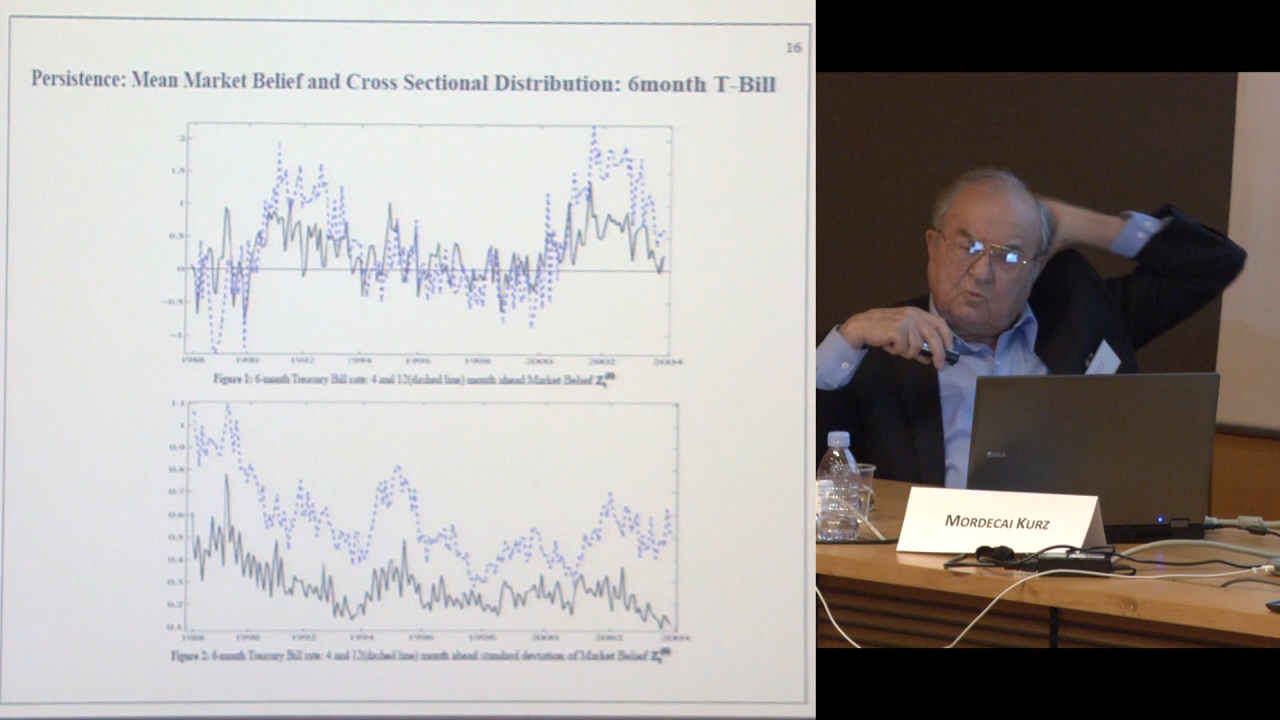 16
Persistence: Mean Market Belief and Cross Sectional Distribution: 6month T-Bill
2
1.5
1
0.5
0
-0.5
-1
1988 1990 1992 1994 1996 1998 2000 2002 2004
Figure 1: 6-month Treasury Bill rate: 4 and 12(dashed line) month ahead Market Belief
1.1
1
0.9
0.8
0.7
0.6
0.5
0.4
0.3
0.2
0.1
1988 1990 1992 1994 1996 1998 2000 2002 2004
Figure 2: 6-month Treasury Bill rate: 4 and 12(dashed line) month ahead standard deviation of Market Belief
DELL
MORDECAI KURZ